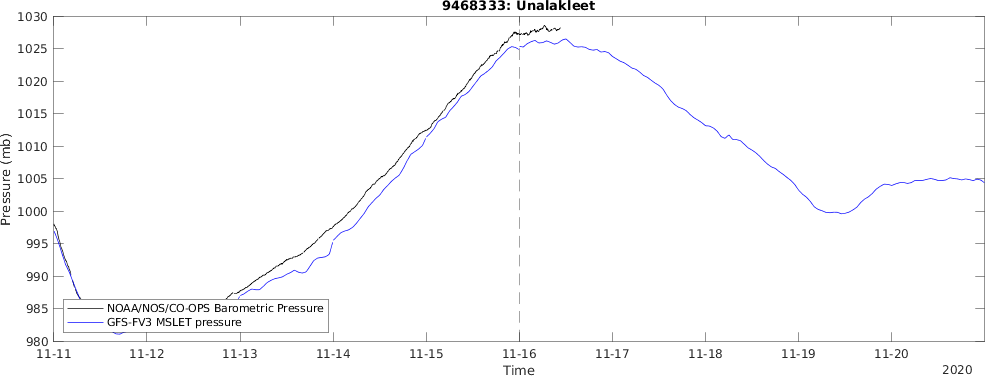 9468333: Unalakleet
1030
1025
1020
1015
1010
1005
1000
995
990
985
980
Pressure (mb)
NOAA/NOS/CO-OPS Barometric Pressure
GFS-FV3 MSLET pressure
11-11 11-12 11-13 11-14 11-15 11-16 11-17 11-18 11-19 11-20
Time
2020